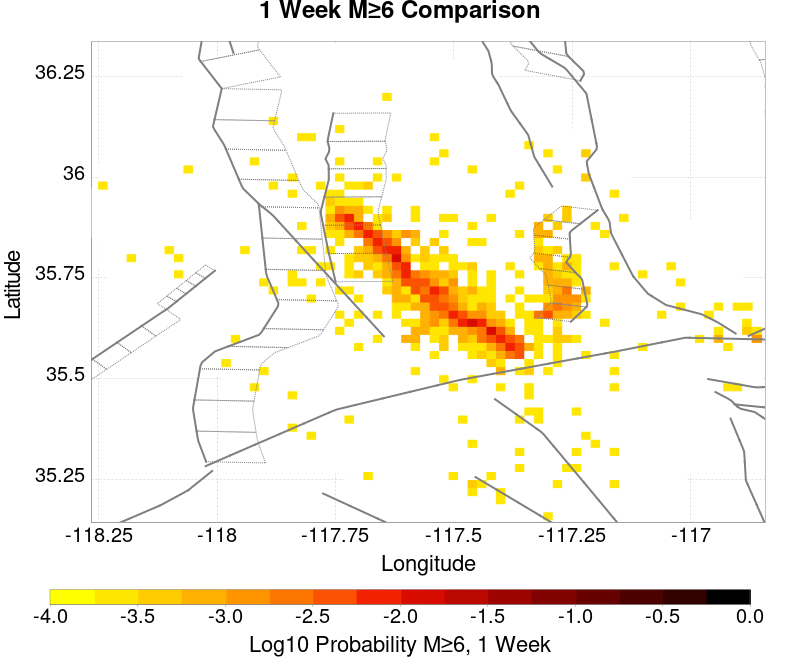 1 Week M≥6 Comparison
36.25
36
35.75
35.5
35.25
Latitude
-118.25 -118 -117.75 -117.5 -117.25 -117
Longitude
-4.0 -3.5 -3.0 -2.5 -2.0 -1.5 -1.0 -0.5 0.0
Log10 Probability M≥6, 1 Week